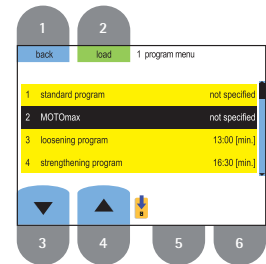 1 2
back load 1 program menu
1 standard program not specified
2 MOTOmax not specified
3 loosening program 13:00 [min.]
4 strengthening program 16:30 [min.]
8
3 4 5 6